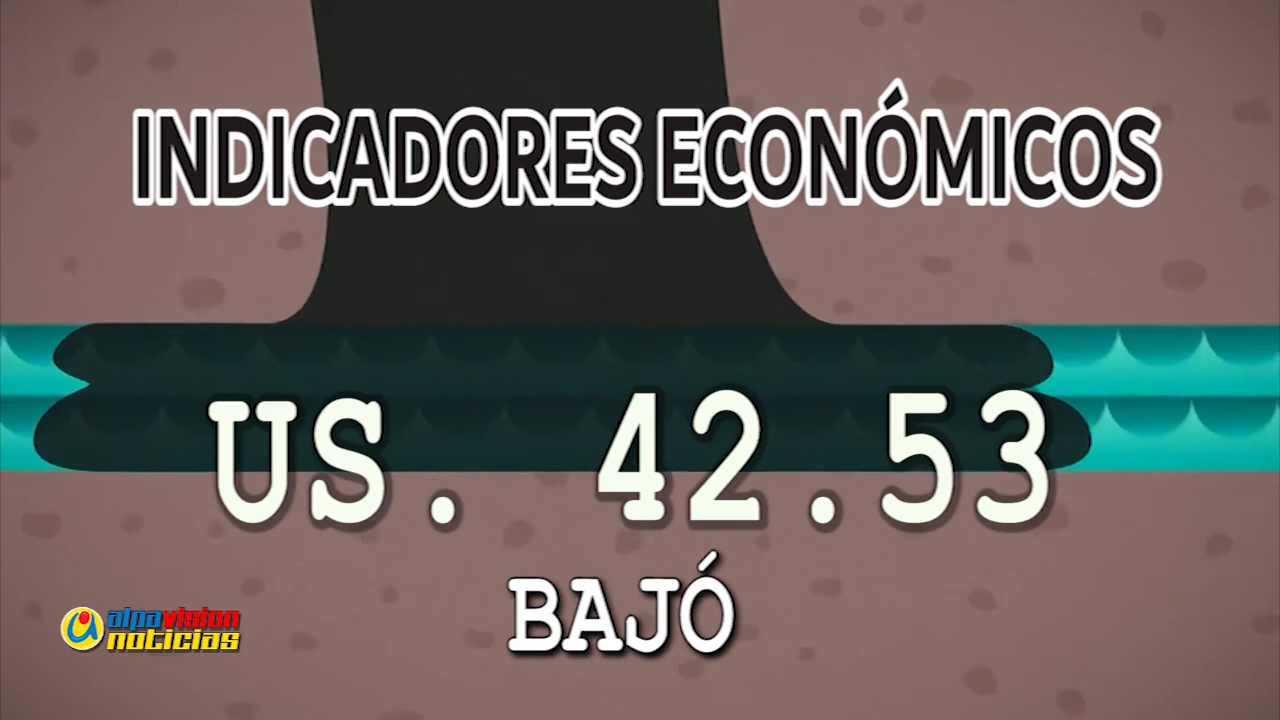 INDICADORES ECONÓMICOS
US. 42.53
BAJÓ
alpavision
noticias